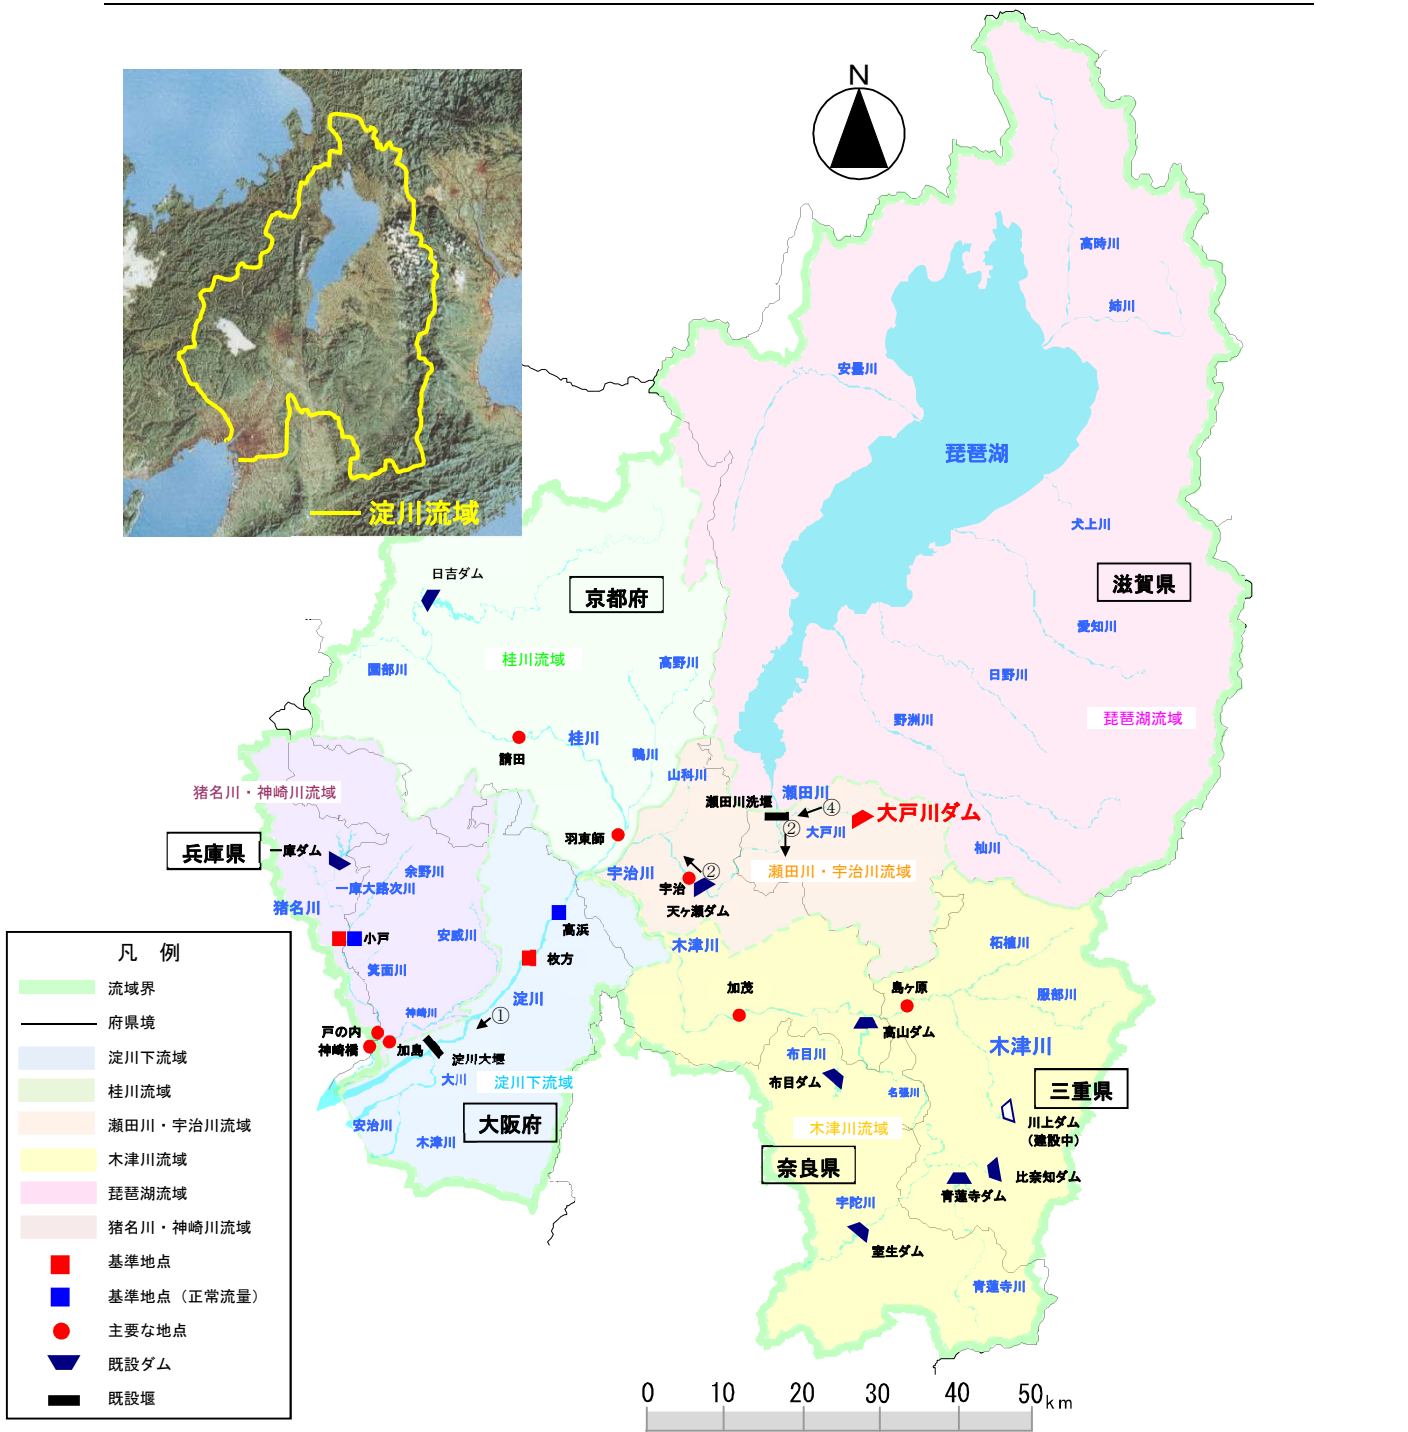 N
淀川流域
高時川
姉川
安曇川
琵琶湖
犬上川
滋賀県
愛知川
日野川
野洲川
琵琶湖流域
日吉ダム
京都府
桂川流域
高野川
園部川
桂川
請田
鴨川
山科川
猪名川・神崎川流域
瀬田川
瀬田川洗堰
④
②
大戸川ダム
大戸川
羽束師
兵庫県
一庫ダム
余野川
一庫大路次川
猪名川
宇治川
②
宇治
天ヶ瀬ダム
瀬田川・宇治川流域
杣川
小戸
安威川
箕面川
高浜
枚方
木津川
柘植川
加茂
島ヶ原
服部川
淀川
①
神崎川
戸の内
神崎橋
加島
淀川大堰
高山ダム
木津川
布目川
布目ダム
名張川
大川
淀川下流域
大阪府
安治川
木津川
三重県
川上ダム
（建設中）
木津川流域
奈良県
比奈知ダム
青蓮寺ダム
宇陀川
室生ダム
青蓮寺川
凡 例
流域界
府県境
淀川下流域
桂川流域
瀬田川・宇治川流域
木津川流域
琵琶湖流域
猪名川・神崎川流域
基準地点
基準地点（正常流量）
主要な地点
既設ダム
既設堰
0 10 20 30 40 50km